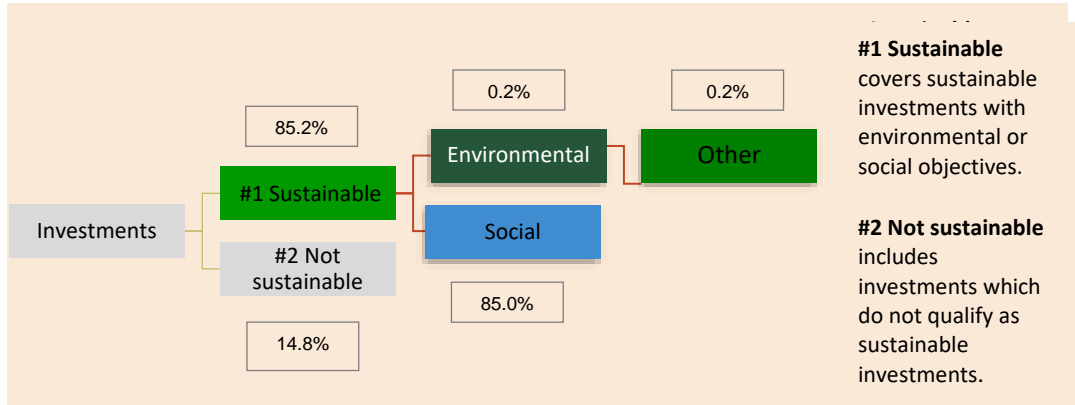 #1 Sustainable
covers sustainable
investments with
environmental or
social objectives.
#2 Not sustainable
includes
investments which
do not qualify as
sustainable
investments.
0.2%
0.2%
85.2%
Environmental
Other
#1 Sustainable
Investments
Social
#2 Not
sustainable
85.0%
14.8%